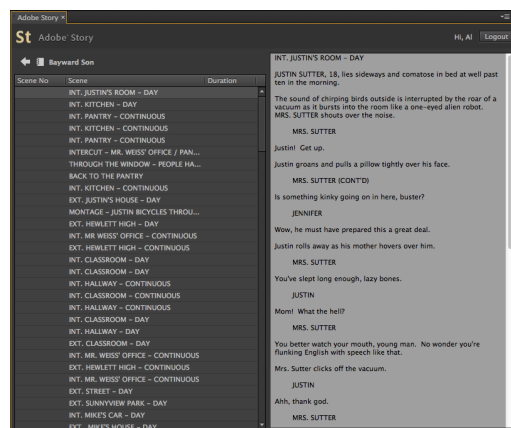 Adobe Story ×
St Adobe® Story
Hi, Al
Logout
Bayward Son
Scene No Scene Duration
INT. JUSTIN'S ROOM – DAY
INT. KITCHEN – DAY
INT. PANTRY – CONTINUOUS
INT. KITCHEN – CONTINUOUS
INT. PANTRY – CONTINUOUS
INTERCUT – MR. WEISS' OFFICE / PAN...
THROUGH THE WINDOW – PEOPLE HA...
BACK TO THE PANTRY
INT. KITCHEN – CONTINUOUS
EXT. JUSTIN'S HOUSE – DAY
MONTAGE – JUSTIN BICYCLES THROU...
EXT. HEWLETT HIGH – DAY
INT. MR WEISS' OFFICE – CONTINUOUS
EXT. HEWLETT HIGH – CONTINUOUS
INT. CLASSROOM – DAY
INT. CLASSROOM – DAY
INT. HALLWAY – CONTINUOUS
INT. CLASSROOM – CONTINUOUS
INT. HALLWAY – CONTINUOUS
INT. CLASSROOM – DAY
INT. HALLWAY – DAY
EXT. CLASSROOM – DAY
INT. MR. WEISS' OFFICE – CONTINUOUS
EXT. HEWLETT HIGH – CONTINUOUS
INT. MR. WEISS' OFFICE – CONTINUOUS
EXT. STREET – DAY
EXT. SUNNYVIEW PARK – DAY
INT. MIKE'S CAR – DAY
EXT. MIKE'S HOUSE – DAY
INT. JUSTIN'S ROOM – DAY
JUSTIN SUTTER, 18, lies sideways and comatose in bed at well past
ten in the morning.
The sound of chirping birds outside is interrupted by the roar of a
vacuum as it bursts into the room like a one-eyed alien robot.
MRS. SUTTER shouts over the noise.
MRS. SUTTER
Justin! Get up.
Justin groans and pulls a pillow tightly over his face.
MRS. SUTTER (CONT'D)
Is something kinky going on in here, buster?
JENNIFER
Wow, he must have prepared this a great deal.
Justin rolls away as his mother hovers over him.
MRS. SUTTER
You've slept long enough, lazy bones.
JUSTIN
Mom! What the hell?
MRS. SUTTER
You better watch your mouth, young man. No wonder you're
flunking English with speech like that.
Mrs. Sutter clicks off the vacuum.
JUSTIN
Ahh, thank god.
MRS. SUTTER